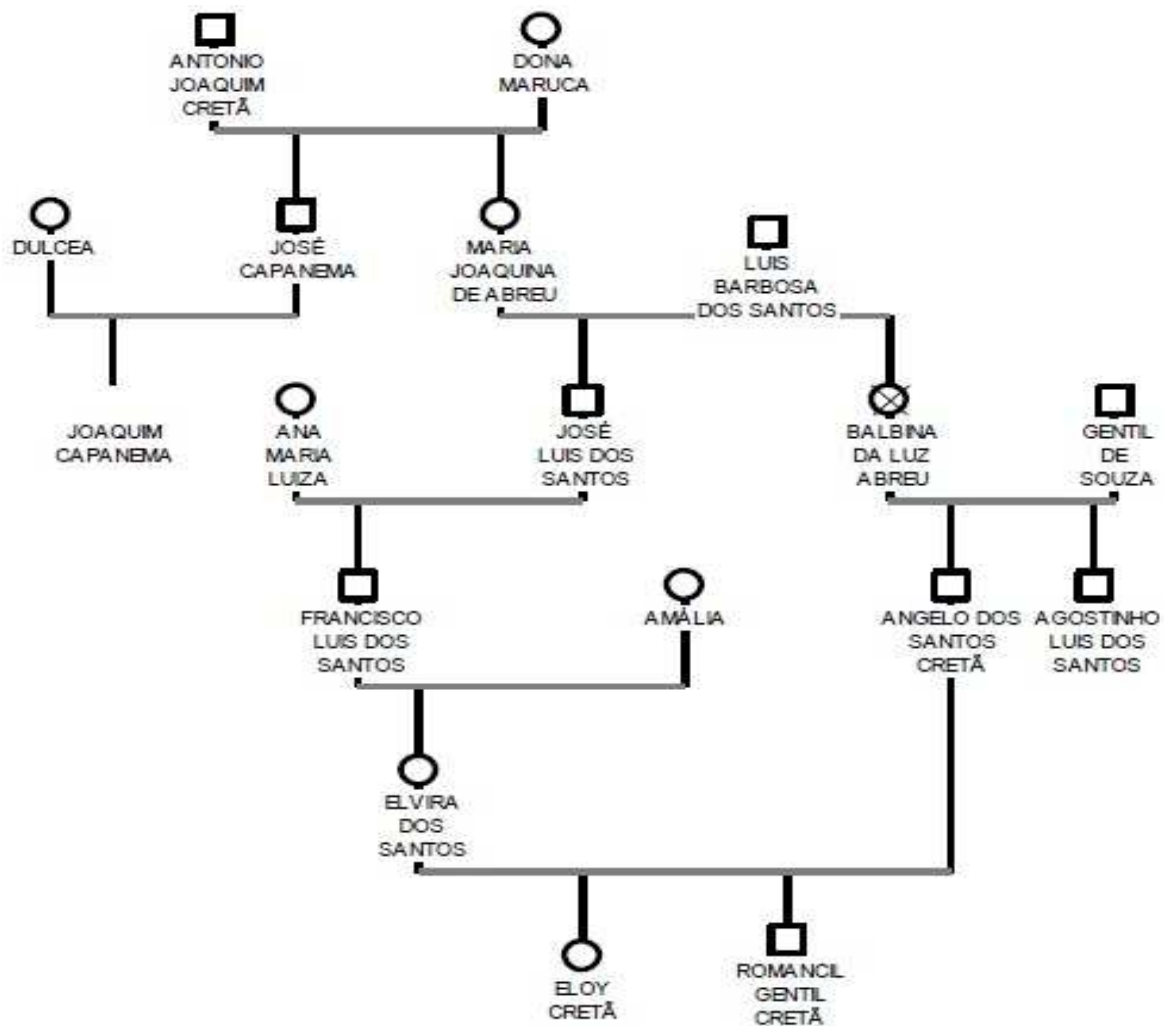 ANTONIO
JOAQUIM
CRETÃ
DONA
MARUCA
DULCEA
JOSÉ
CAPANEMA
MARIA
JOAQUINA
DE ABREU
LUIS
BARBOSA
DOS SANTOS
JOAQUIM
CAPANEMA
ANA
MARIA
LUIZA
JOSÉ
LUIS DOS
SANTOS
BALBINA
DA LUZ
ABREU
GENTIL
DE
SOUZA
FRANCISCO
LUIS DOS
SANTOS
AMÁLIA
ANGELO DOS
SANTOS
CRETÃ
AGOSTINHO
LUIS DOS
SANTOS
ELVIRA
DOS
SANTOS
ELOY
CRETÃ
ROMANCIL
GENTIL
CRETÃ